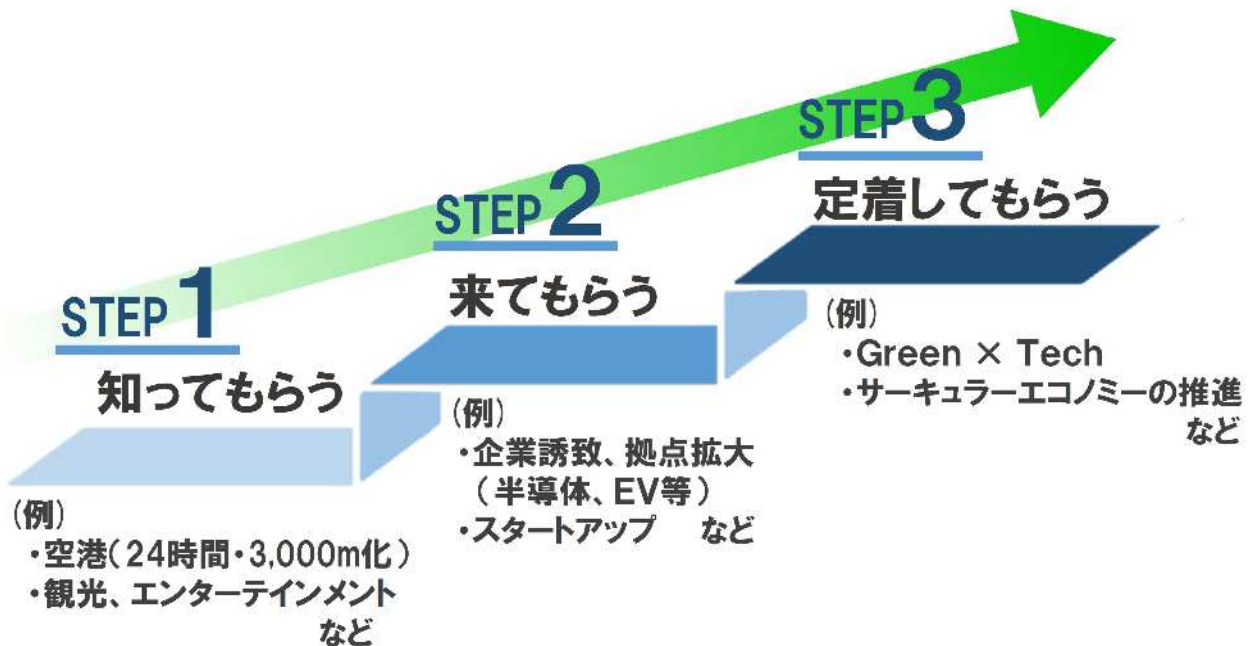 STEP 1
知ってもらう
(例)
・空港(24時間・3,000m化)
・観光、エンターテインメント
など
STEP 2
来てもらう
(例)
・企業誘致、拠点拡大
(半導体、EV等)
・スタートアップ　など
STEP 3
定着してもらう
(例)
・Green × Tech
・サーキュラーエコノミーの推進
など